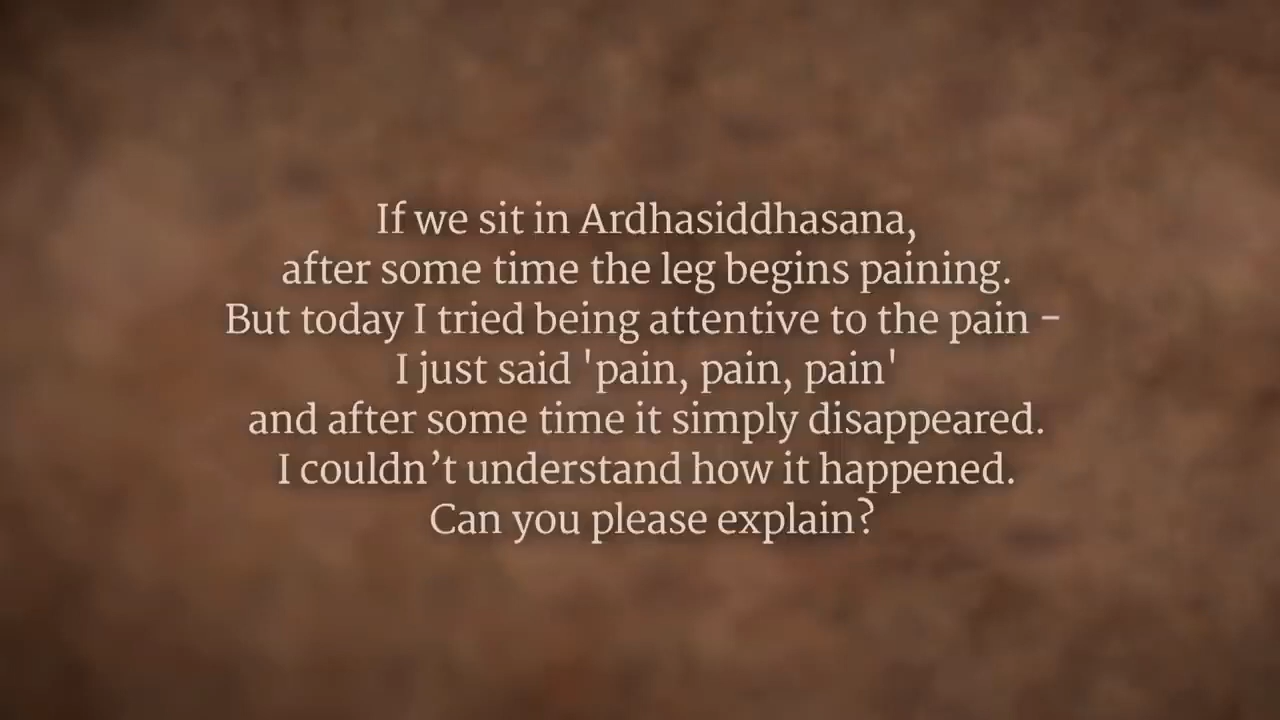 If we sit in Ardhasiddhasana,
after some time the leg begins paining.
But today I tried being attentive to the pain -
I just said 'pain, pain, pain'
and after some time it simply disappeared.
I couldn’t understand how it happened.
Can you please explain?